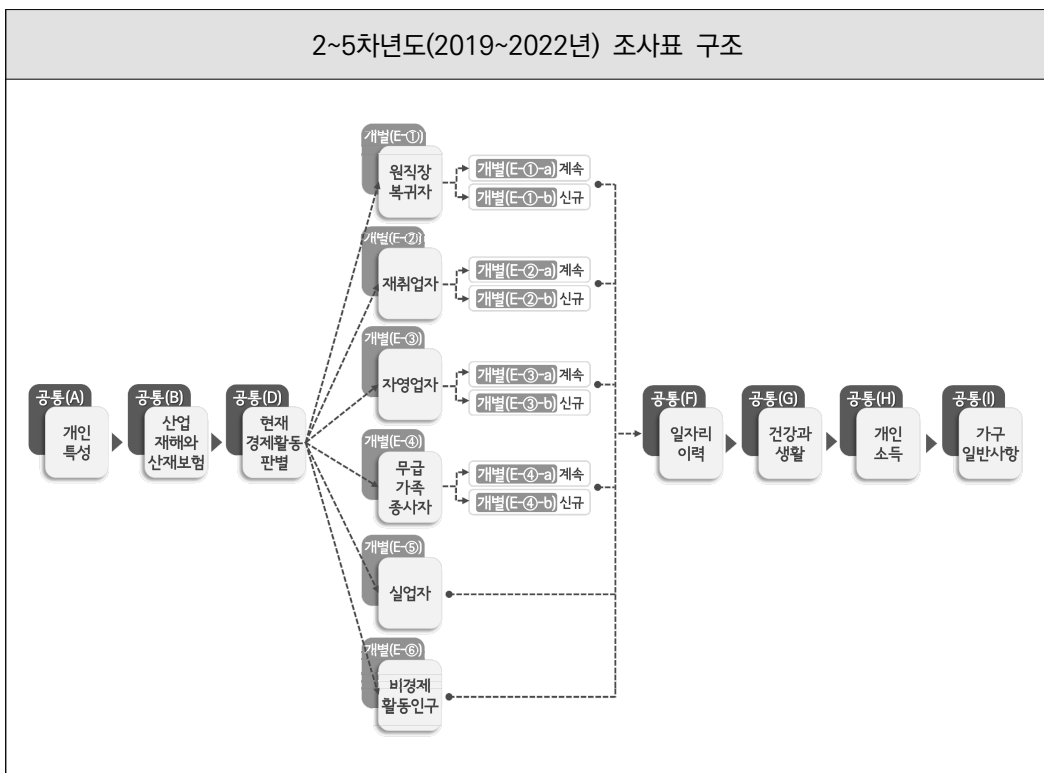 2~5차년도(2019~2022년) 조사표 구조
공통(A)
개인
특성
공통(B)
산업
재해와
산재보험
공통(D)
현재
경제활동
판별
개별(E-①)
원직장
복귀자
개별(E-①-a) 계속
개별(E-①-b) 신규
개별(E-②)
재취업자
개별(E-②-a) 계속
개별(E-②-b) 신규
개별(E-③)
자영업자
개별(E-③-a) 계속
개별(E-③-b) 신규
개별(E-④)
무급
가족
종사자
개별(E-④-a) 계속
개별(E-④-b) 신규
개별(E-⑤)
실업자
개별(E-⑥)
비경제
활동인구
공통(F)
일자리
이력
공통(G)
건강과
생활
공통(H)
개인
소득
공통(I)
가구
일반사항